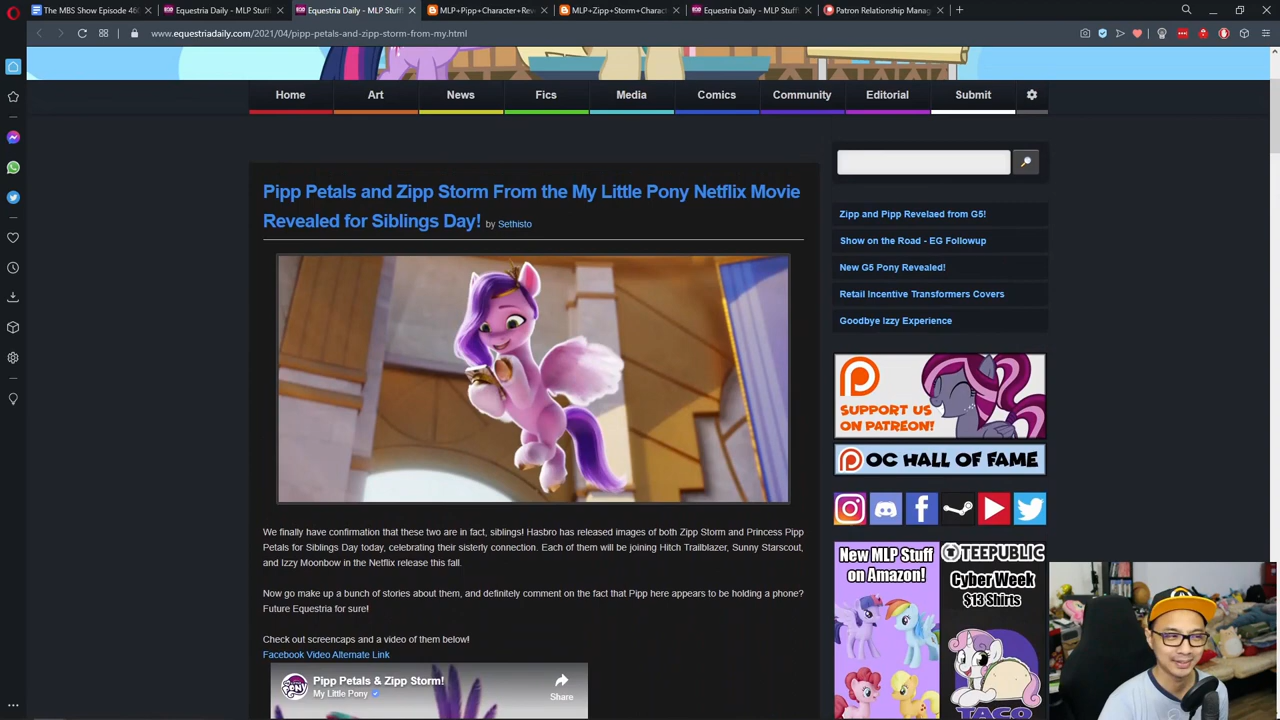 The MBS Show Episode 460
Equestria Daily - MLP Stuff!
Equestria Daily - MLP Stuff!
MLP+Pipp+Character+Rev
MLP+Zipp+Storm+Charac
Equestria Daily - MLP Stuff!
Patron Relationship Manag
www.equestriadaily.com/2021/04/pipp-petals-and-zipp-storm-from-my.html
Home
Art
News
Fics
Media
Comics
Community
Editorial
Submit
Pipp Petals and Zipp Storm From the My Little Pony Netflix Movie
Revealed for Siblings Day! by Sethisto
Zipp and Pipp Revelaed from G5!
Show on the Road - EG Followup
New G5 Pony Revealed!
Retail Incentive Transformers Covers
Goodbye Izzy Experience
SUPPORT US
ON PATREON!
OC HALL OF FAME
We finally have confirmation that these two are in fact, siblings! Hasbro has released images of both Zipp Storm and Princess Pipp
Petals for Siblings Day today, celebrating their sisterly connection. Each of them will be joining Hitch Trailblazer, Sunny Starscout,
and Izzy Moonbow in the Netflix release this fall.
Now go make up a bunch of stories about them, and definitely comment on the fact that Pipp here appears to be holding a phone?
Future Equestria for sure!
Check out screencaps and a video of them below!
Facebook Video Alternate Link
Pipp Petals & Zipp Storm!
My Little Pony
Share
New MLP Stuff
on Amazon!
TEEPUBLIC
Cyber Week
$13 Shirts
TACO